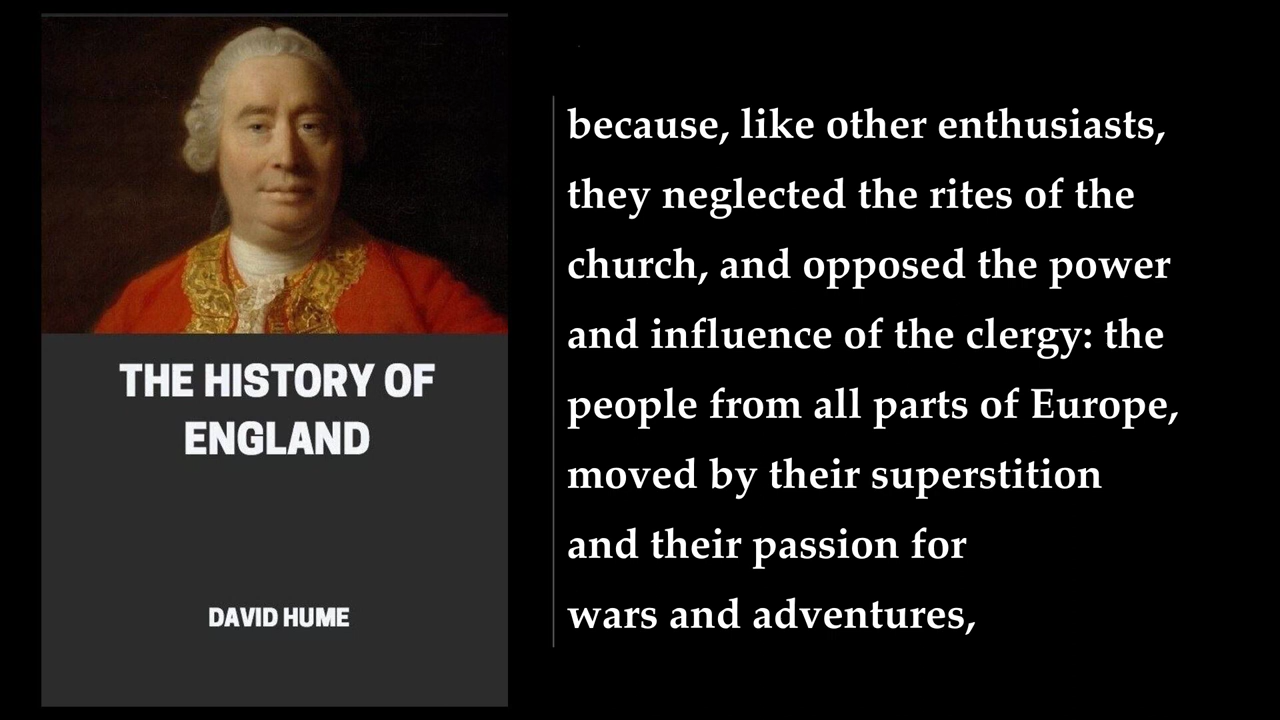 THE HISTORY OF
ENGLAND
DAVID HUME
because, like other enthusiasts,
they neglected the rites of the
church, and opposed the power
and influence of the clergy: the
people from all parts of Europe,
moved by their superstition
and their passion for
wars and adventures,